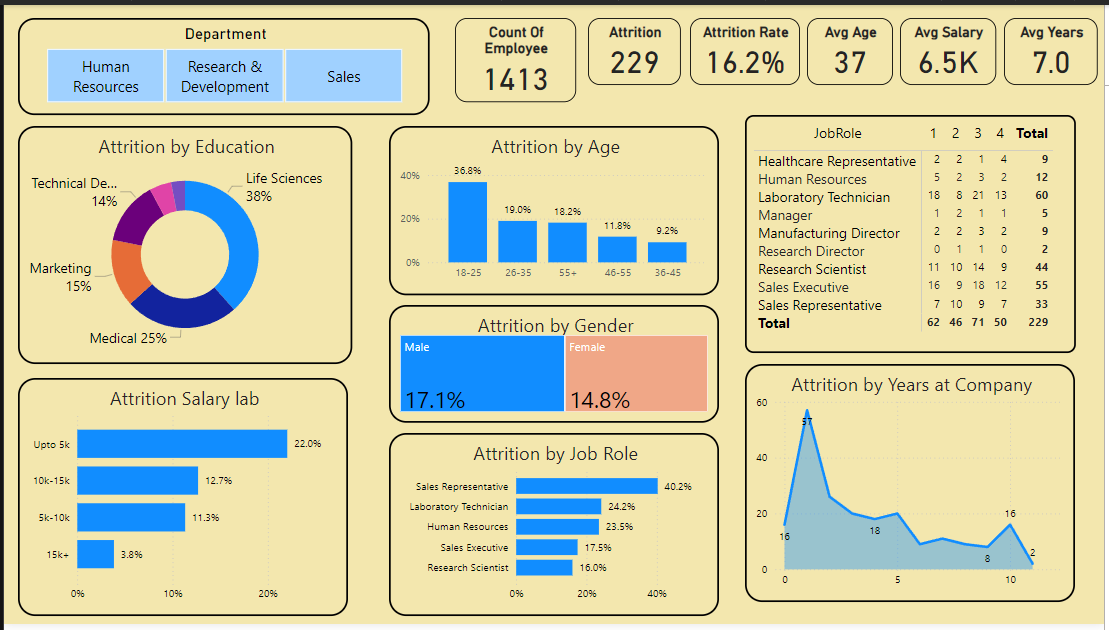 Department
Human
Resources
Research &
Development
Sales
Count Of
Employee
1413
Attrition
229
Attrition Rate
16.2%
Avg Age
37
Avg Salary
6.5K
Avg Years
7.0
Attrition by Education
Life Sciences
38%
Technical De...
14%
Marketing
15%
Medical 25%
Attrition by Age
40%
20%
0%
36.8%
19.0%
18.2%
11.8%
9.2%
18-25 26-35 55+ 46-55 36-45
JobRole 1 2 3 4 Total
Healthcare Representative 2 2 1 4 9
Human Resources 5 2 3 2 12
Laboratory Technician 18 8 21 13 60
Manager 1 2 1 1 5
Manufacturing Director 2 2 3 2 9
Research Director 0 1 1 0 2
Research Scientist 11 10 14 9 44
Sales Executive 16 9 18 12 55
Sales Representative 7 10 9 7 33
Total 62 46 71 50 229
Attrition by Gender
Male
17.1%
Female
14.8%
Attrition Salary lab
Upto 5k 22.0%
10k-15k 12.7%
5k-10k 11.3%
15k+ 3.8%
0% 10% 20%
Attrition by Job Role
Sales Representative 40.2%
Laboratory Technician 24.2%
Human Resources 23.5%
Sales Executive 17.5%
Research Scientist 16.0%
0% 20% 40%
Attrition by Years at Company
60
40
20
0
16
57
18
8
16
2
0 5 10